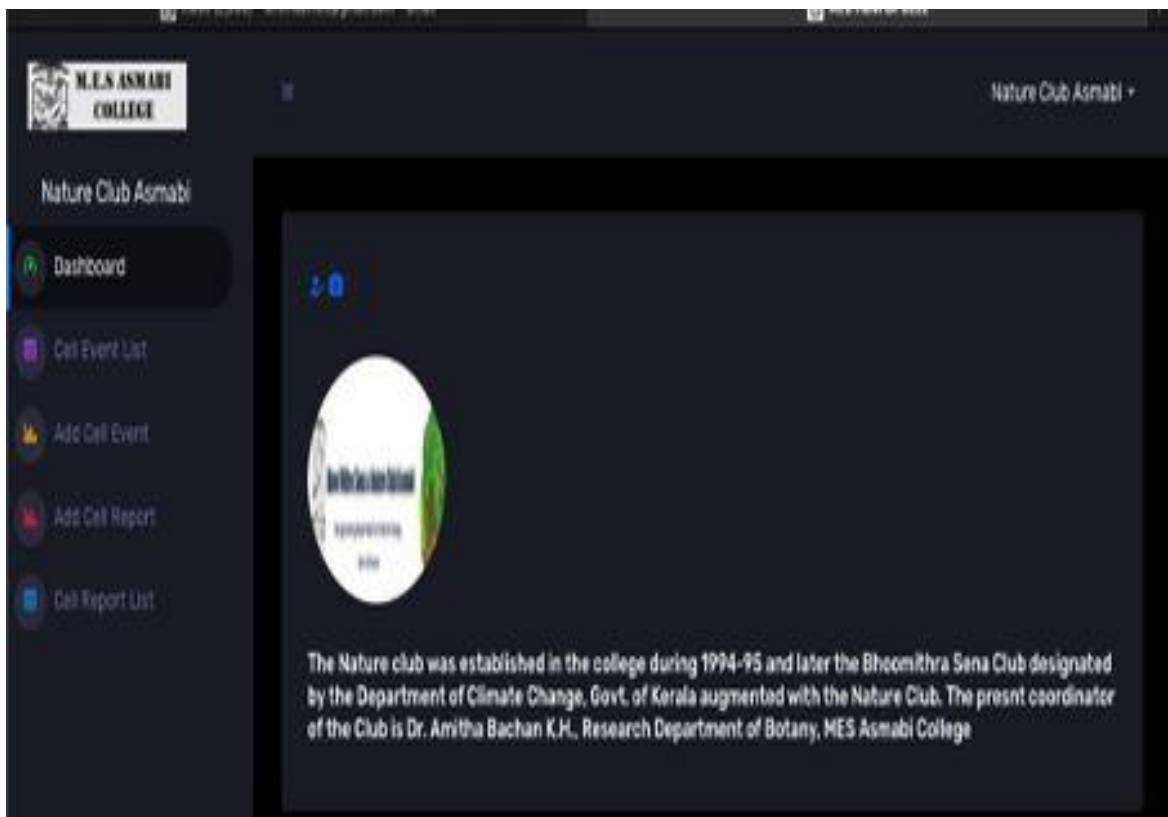 M.E.S ASMABI
COLLEGE
Nature Club Asmabi
Nature Club Asmabi
Dashboard
Cell Event List
Add Cell Event
Add Cell Report
Cell Report List
The Nature club was established in the college during 1994-95 and later the Bhoomithra Sena Club designated
by the Department of Climate Change, Govt. of Kerala augmented with the Nature Club. The presnt coordinator
of the Club is Dr. Amitha Bachan K.H., Research Department of Botany, MES Asmabi College